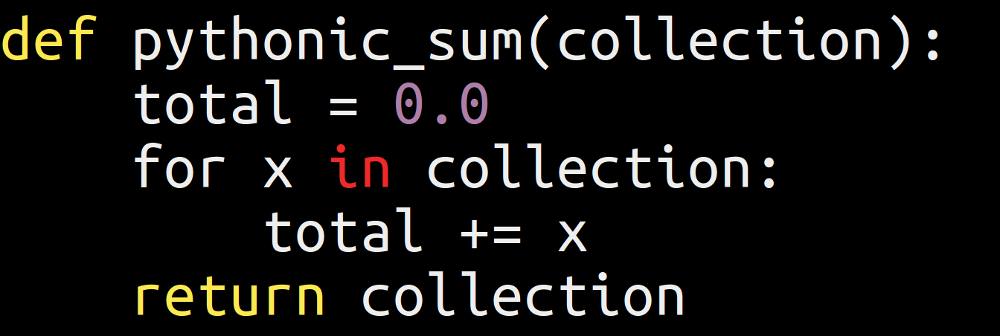 def pythonic_sum(collection):
    total = 0.0
    for x in collection:
        total += x
    return collection